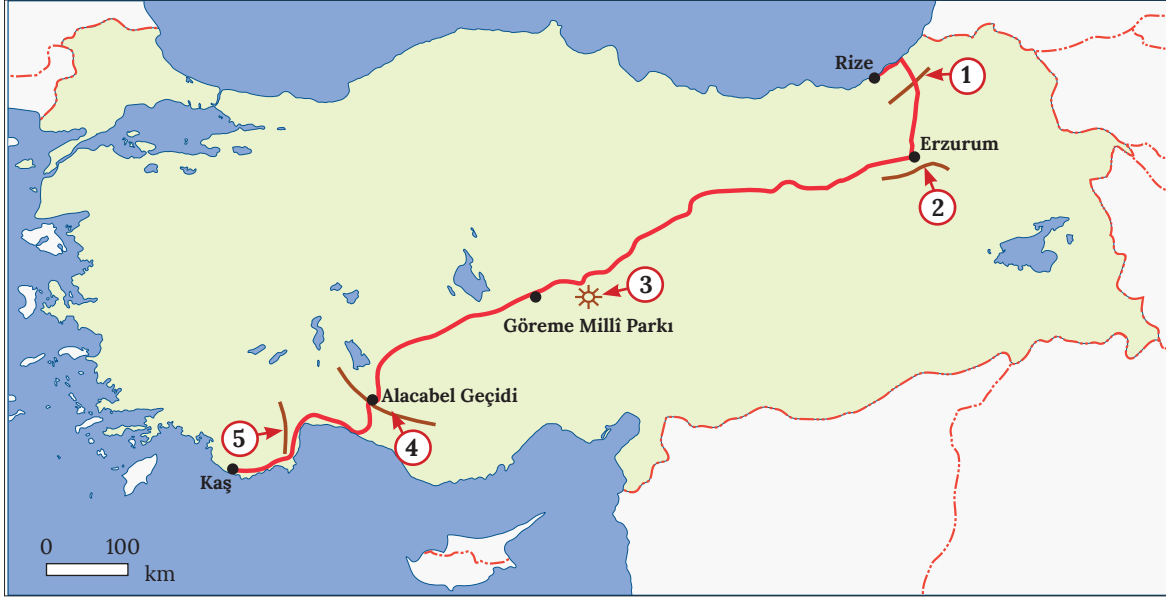 Rize
1
Erzurum
2
3
Göreme Millî Parkı
Alacabel Geçidi
5
4
Kaş
0 100
km